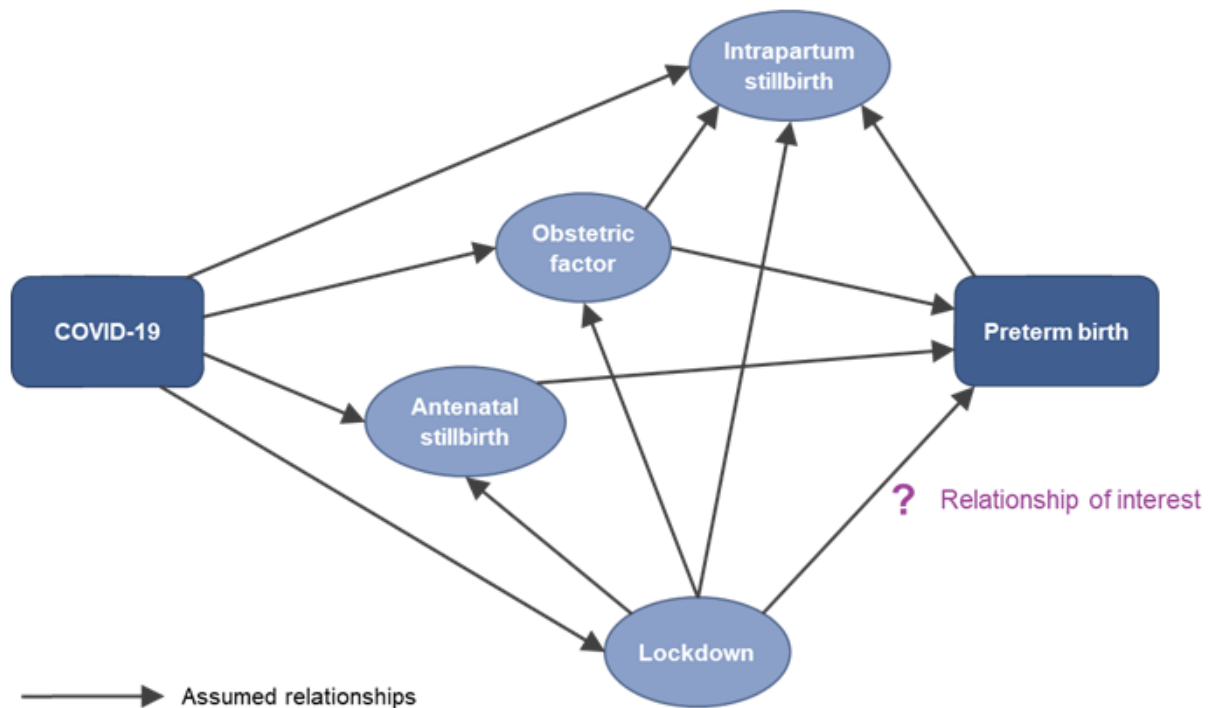 Intrapartum
stillbirth
Obstetric
factor
COVID-19
Preterm birth
Antenatal
stillbirth
? Relationship of interest
Lockdown
Assumed relationships